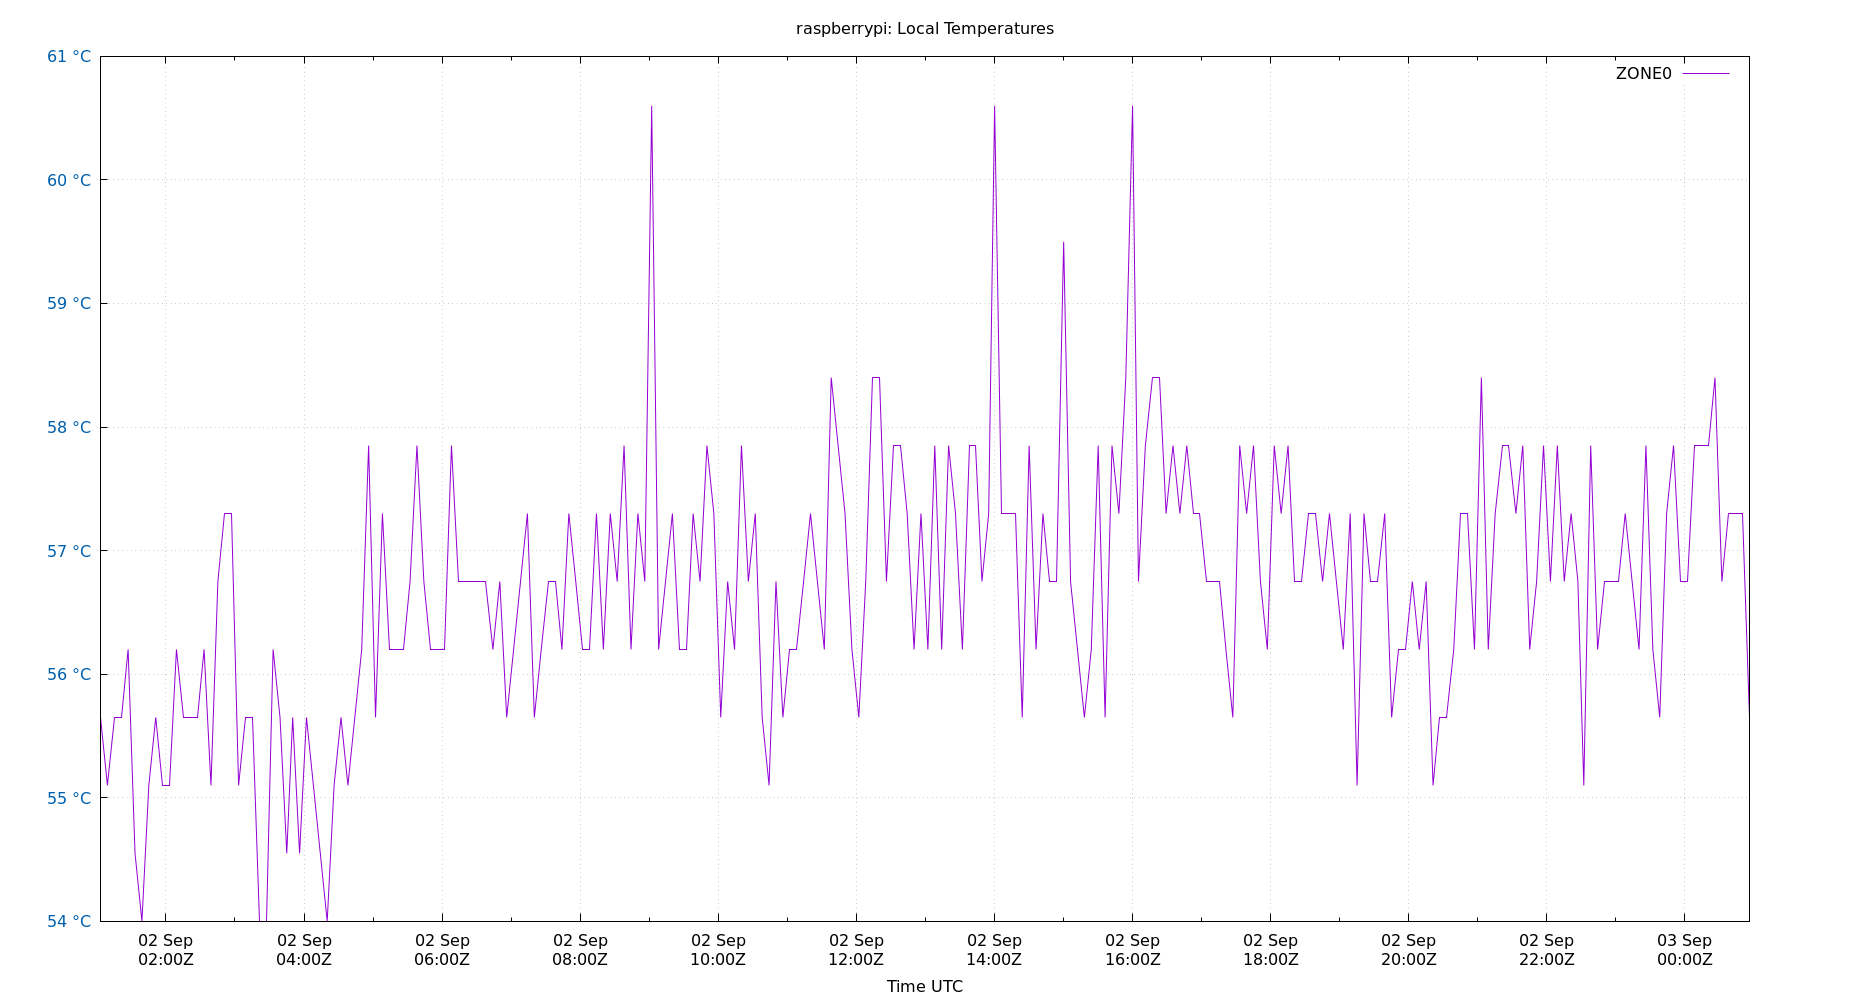 raspberrypi: Local Temperatures
61 °C
ZONE0
60 °C
59 °C
58 °C
57 °C
56 °C
55 °C
54 °C
02 Sep 02 Sep 02 Sep 02 Sep 02 Sep 02 Sep 02 Sep 02 Sep 02 Sep 02 Sep 02 Sep 03 Sep
02:00Z 04:00Z 06:00Z 08:00Z 10:00Z 12:00Z 14:00Z 16:00Z 18:00Z 20:00Z 22:00Z 00:00Z
Time UTC